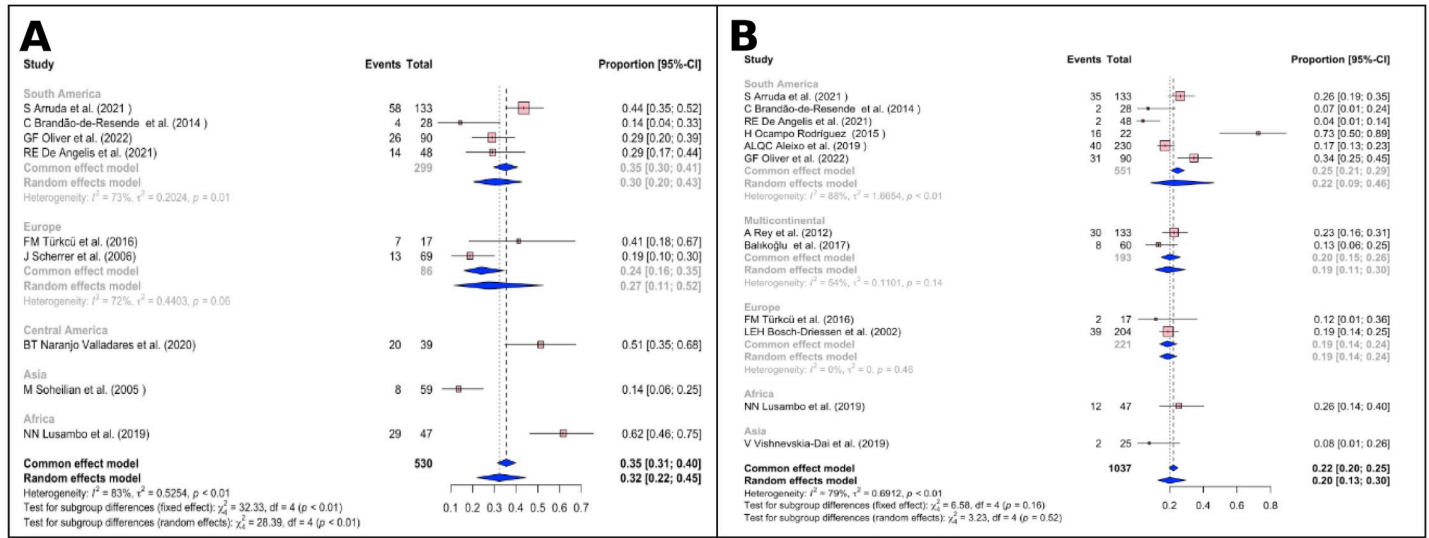 A
Study Events Total Proportion [95%-CI]
South America
S Arruda et al. (2021 ) 58 133 0.44 [0.35; 0.52]
C Brandão-de-Resende et al. (2014 ) 4 28 0.14 [0.04; 0.33]
GF Oliver et al. (2022) 26 90 0.29 [0.20; 0.39]
RE De Angelis et al. (2021) 14 48 0.29 [0.17; 0.44]
Common effect model 299 0.35 [0.30; 0.41]
Random effects model 0.30 [0.20; 0.43]
Heterogeneity: I² = 73%, τ² = 0.2024, p = 0.01
Europe
FM Türkcü et al. (2016) 7 17 0.41 [0.18; 0.67]
J Scherrer et al. (2006) 13 69 0.19 [0.10; 0.30]
Common effect model 86 0.24 [0.16; 0.35]
Random effects model 0.27 [0.11; 0.52]
Heterogeneity: I² = 72%, τ² = 0.4403, p = 0.06
Central America
BT Naranjo Valladares et al. (2020) 20 39 0.51 [0.35; 0.68]
Asia
M Soheilian et al. (2005 ) 8 59 0.14 [0.06; 0.25]
Africa
NN Lusambo et al. (2019) 29 47 0.62 [0.46; 0.75]
Common effect model 530 0.35 [0.31; 0.40]
Random effects model 0.32 [0.22; 0.45]
Heterogeneity: I² = 83%, τ² = 0.5254, p < 0.01
Test for subgroup differences (fixed effect): χ²₄ = 32.33, df = 4 (p < 0.01)
Test for subgroup differences (random effects): χ²₄ = 28.39, df = 4 (p < 0.01)
0.1 0.2 0.3 0.4 0.5 0.6 0.7
B
Study Events Total Proportion [95%-CI]
South America
S Arruda et al. (2021 ) 35 133 0.26 [0.19; 0.35]
C Brandão-de-Resende et al. (2014 ) 2 28 0.07 [0.01; 0.24]
RE De Angelis et al. (2021) 2 48 0.04 [0.01; 0.14]
H Ocampo Rodríguez (2015 ) 16 22 0.73 [0.50; 0.89]
ALQC Aleixo et al. (2019 ) 40 230 0.17 [0.13; 0.23]
GF Oliver et al. (2022) 31 90 0.34 [0.25; 0.45]
Common effect model 551 0.25 [0.21; 0.29]
Random effects model 0.22 [0.09; 0.46]
Heterogeneity: I² = 88%, τ² = 1.6654, p < 0.01
Multicontinental
A Rey et al. (2012) 30 133 0.23 [0.16; 0.31]
Balıkoğlu et al. (2017) 8 60 0.13 [0.06; 0.25]
Common effect model 193 0.20 [0.15; 0.26]
Random effects model 0.19 [0.11; 0.30]
Heterogeneity: I² = 54%, τ² = 0.1101, p = 0.14
Europe
FM Türkcü et al. (2016) 2 17 0.12 [0.01; 0.36]
LEH Bosch-Driessen et al. (2002) 39 204 0.19 [0.14; 0.25]
Common effect model 221 0.19 [0.14; 0.24]
Random effects model 0.19 [0.14; 0.24]
Heterogeneity: I² = 0%, τ² = 0, p = 0.46
Africa
NN Lusambo et al. (2019) 12 47 0.26 [0.14; 0.40]
Asia
V Vishnevskia-Dai et al. (2019) 2 25 0.08 [0.01; 0.26]
Common effect model 1037 0.22 [0.20; 0.25]
Random effects model 0.20 [0.13; 0.30]
Heterogeneity: I² = 79%, τ² = 0.6912, p < 0.01
Test for subgroup differences (fixed effect): χ²₄ = 6.58, df = 4 (p = 0.16)
Test for subgroup differences (random effects): χ²₄ = 3.23, df = 4 (p = 0.52)
0.2 0.4 0.6 0.8